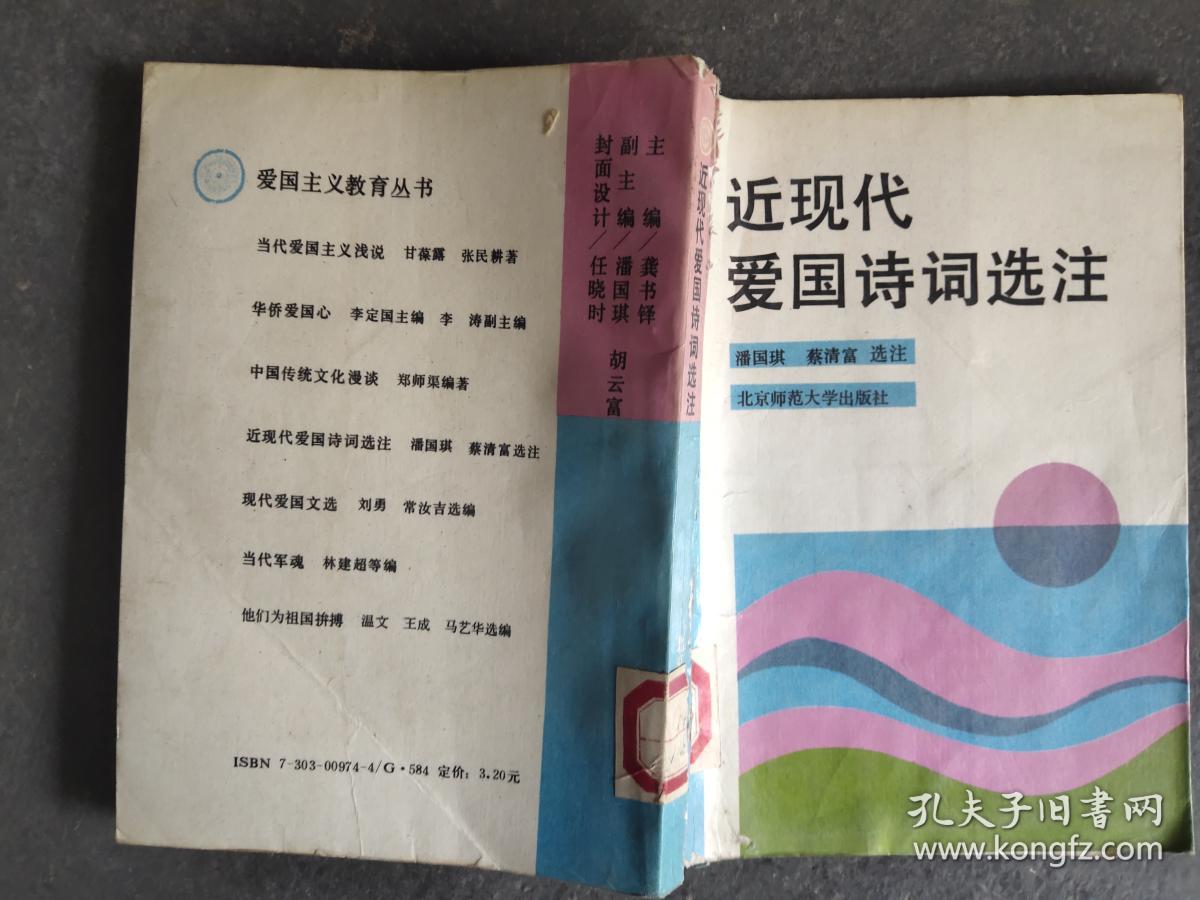 爱国主义教育丛书
当代爱国主义浅说 甘葆露 张民耕著
华侨爱国心 李定国主编 李 涛副主编
中国传统文化漫谈 郑师渠编著
近现代爱国诗词选注 潘国琪 蔡清富选注
现代爱国文选 刘勇 常汝吉选编
当代军魂 林建超等编
他们为祖国拚搏 温文 王成 马艺华选编
ISBN 7-303-00974-4/G·584 定价：3.20元
主 编/龚书铎
副主编/潘国琪 胡云富
封面设计/任晓时
近现代爱国诗词选注
近现代
爱国诗词选注
潘国琪 蔡清富 选注
北京师范大学出版社
孔夫子旧书网
www.kongfz.com